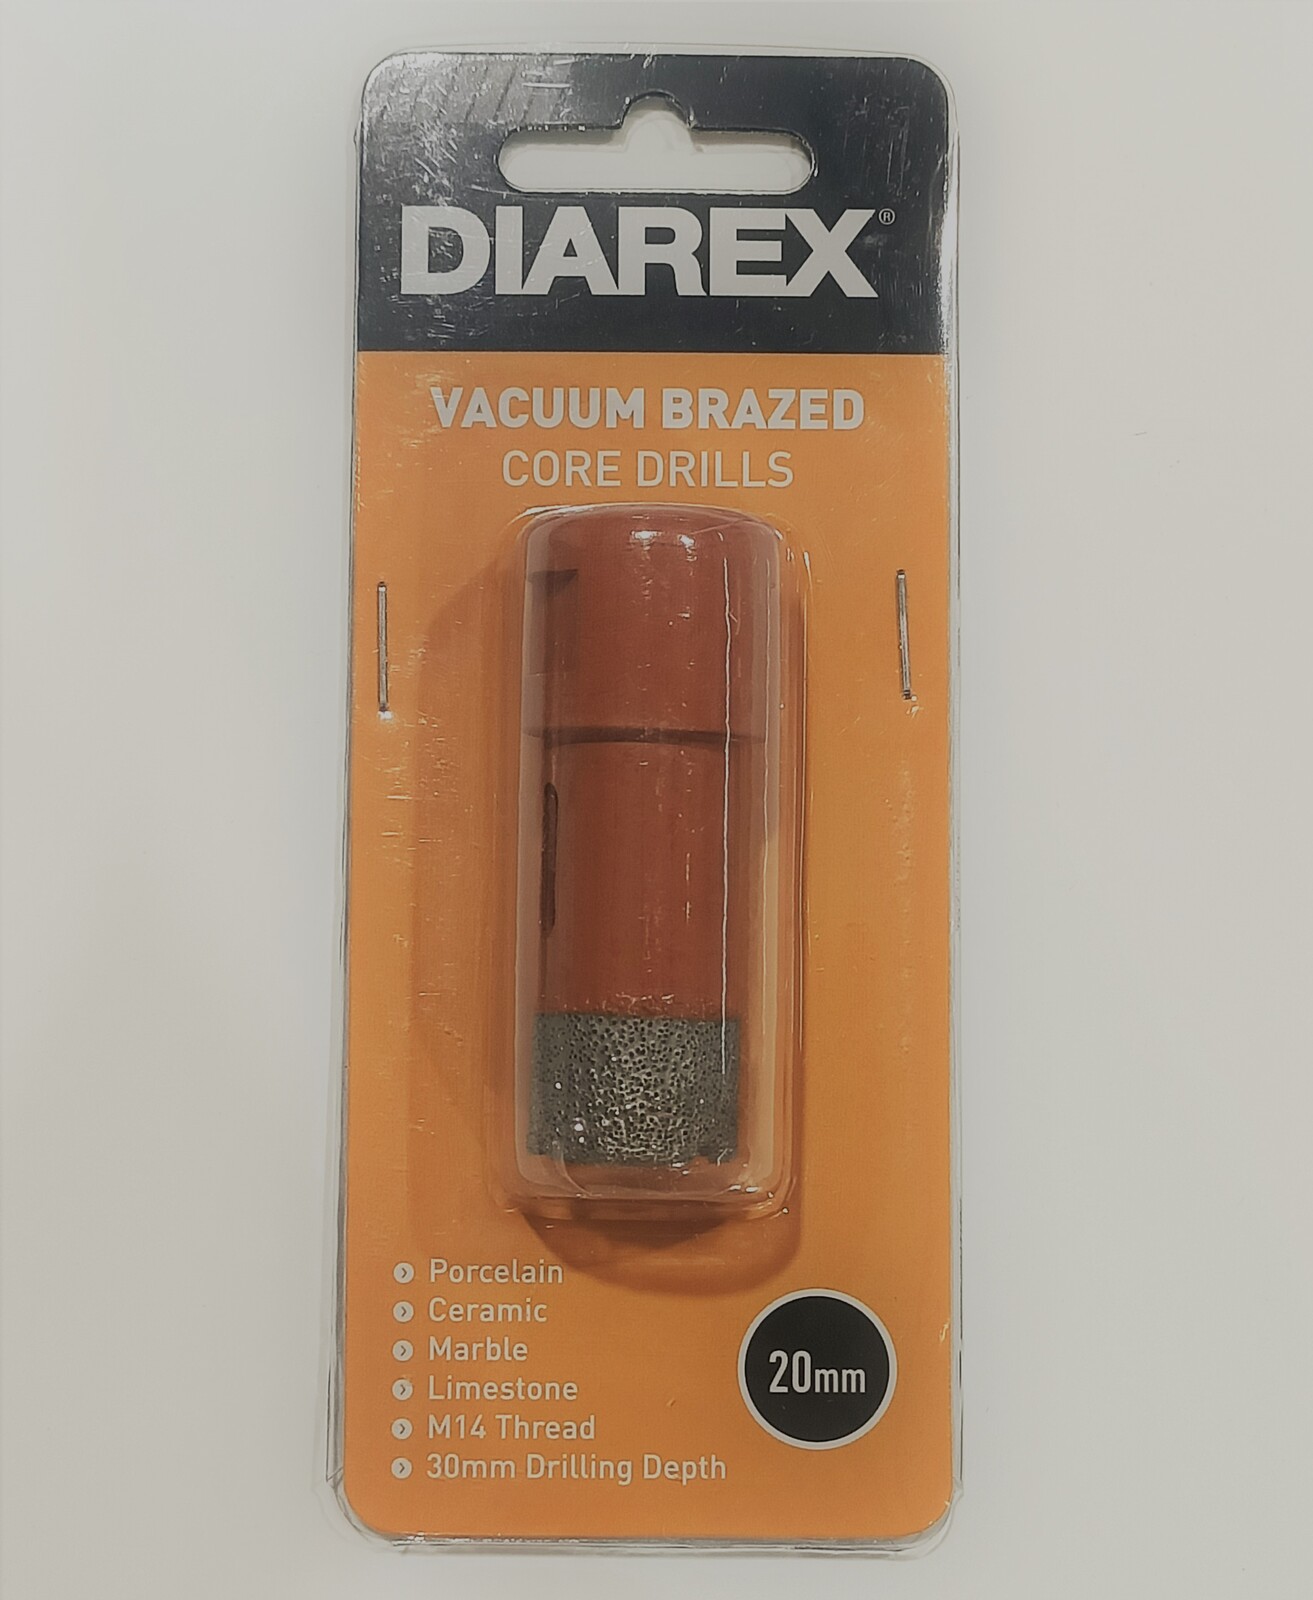 DIAREX®
VACUUM BRAZED
CORE DRILLS
Porcelain
Ceramic
Marble
Limestone
M14 Thread
30mm Drilling Depth
20mm